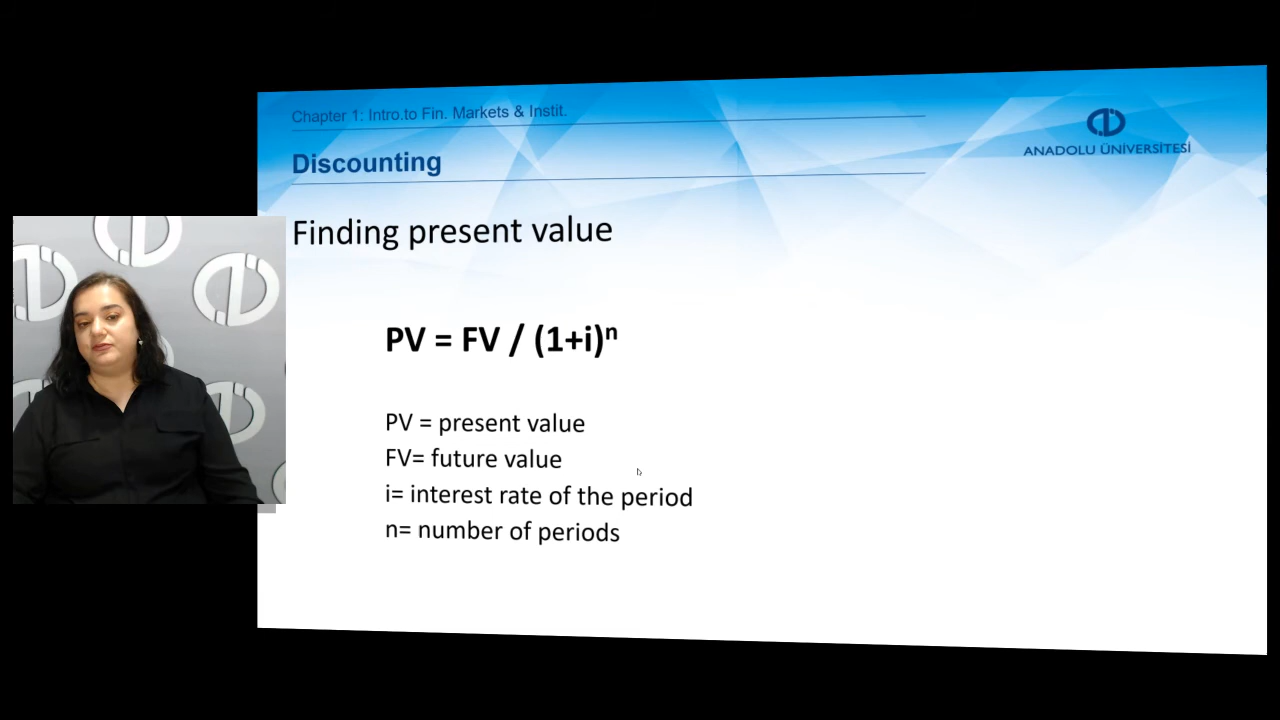 Chapter 1: Intro.to Fin. Markets & Instit.
ANADOLU ÜNİVERSİTESİ
Discounting
Finding present value
PV = FV / (1+i)ⁿ
PV = present value
FV= future value
i= interest rate of the period
n= number of periods